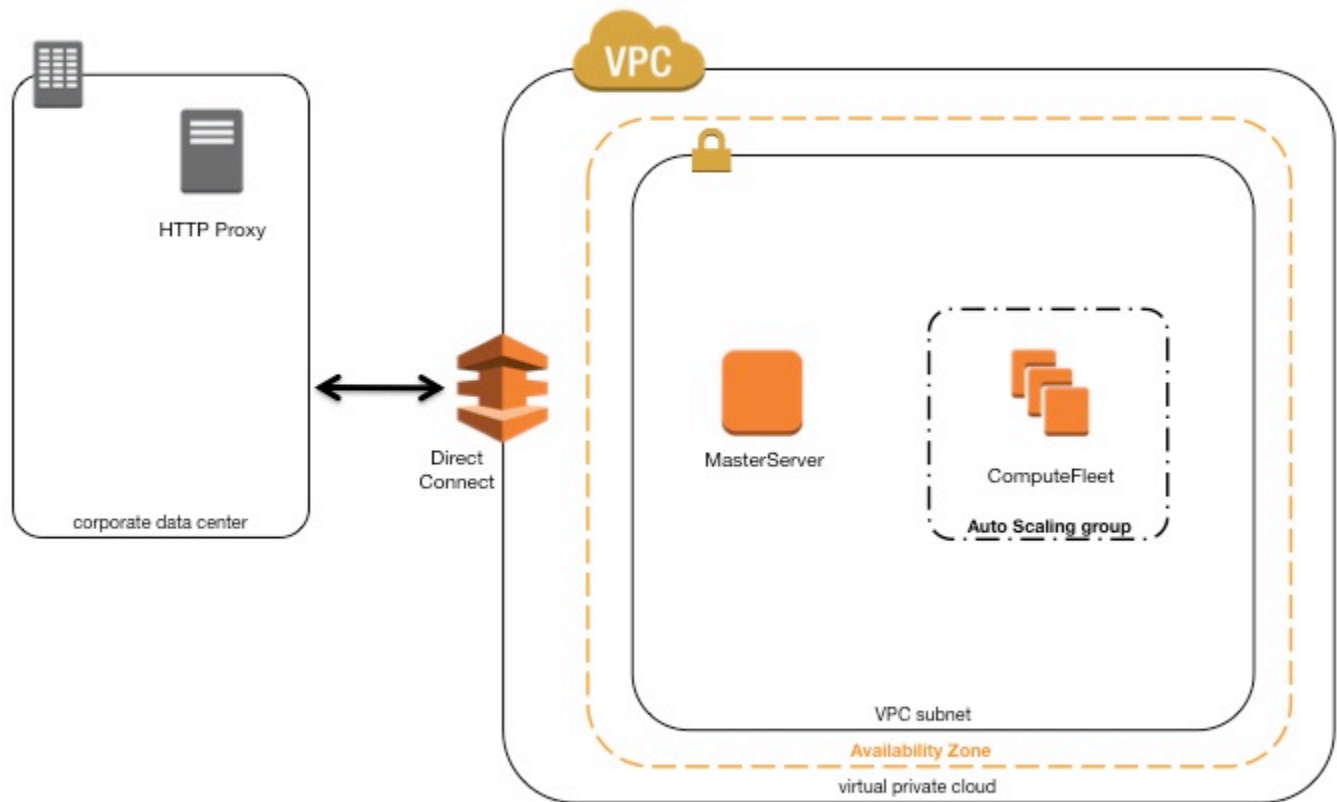 VPC
HTTP Proxy
Direct
Connect
MasterServer
ComputeFleet
Auto Scaling group
corporate data center
VPC subnet
Availability Zone
virtual private cloud